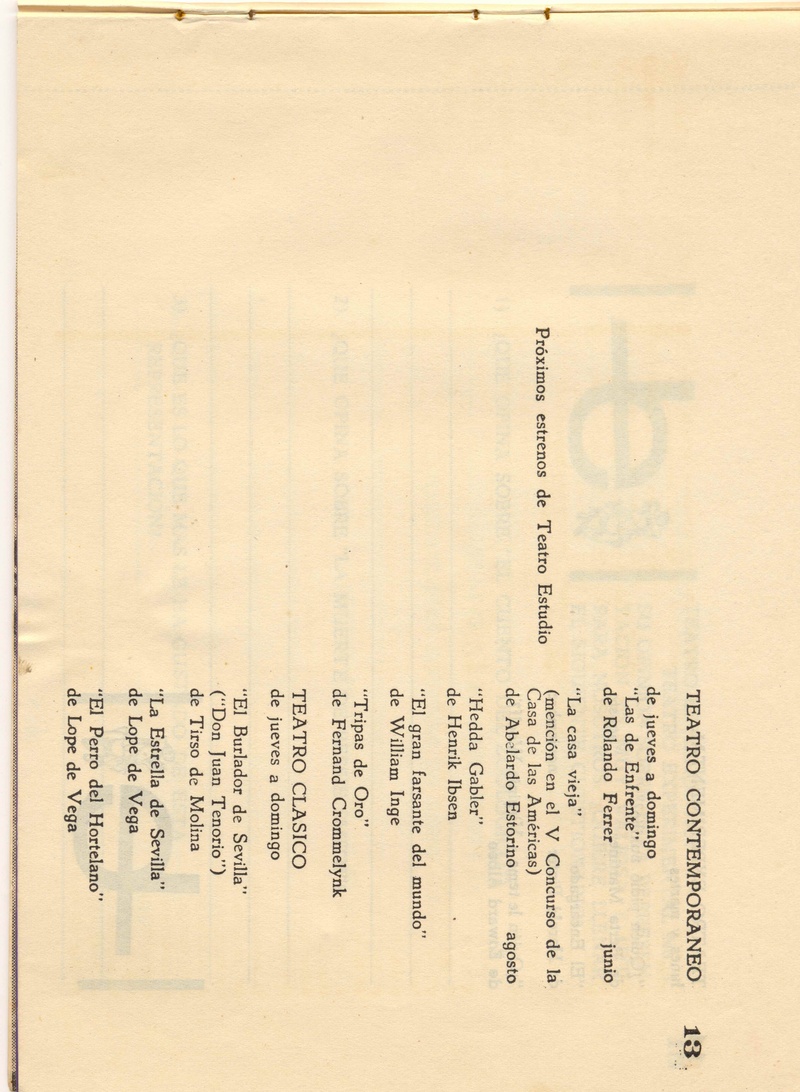 Próximos estrenos de Teatro Estudio
TEATRO CONTEMPORANEO 13
de jueves a domingo
"Las de Enfrente"
de Rolando Ferrer junio
"La casa vieja"
(mención en el V Concurso de la
Casa de las Américas)
de Abelardo Estorino agosto
"Hedda Gabler"
de Henrik Ibsen
"El gran farsante del mundo"
de William Inge
"Tripas de Oro"
de Fernand Crommelynk
TEATRO CLASICO
de jueves a domingo
"El Burlador de Sevilla"
("Don Juan Tenorio")
de Tirso de Molina
"La Estrella de Sevilla"
de Lope de Vega
"El Perro del Hortelano"
de Lope de Vega